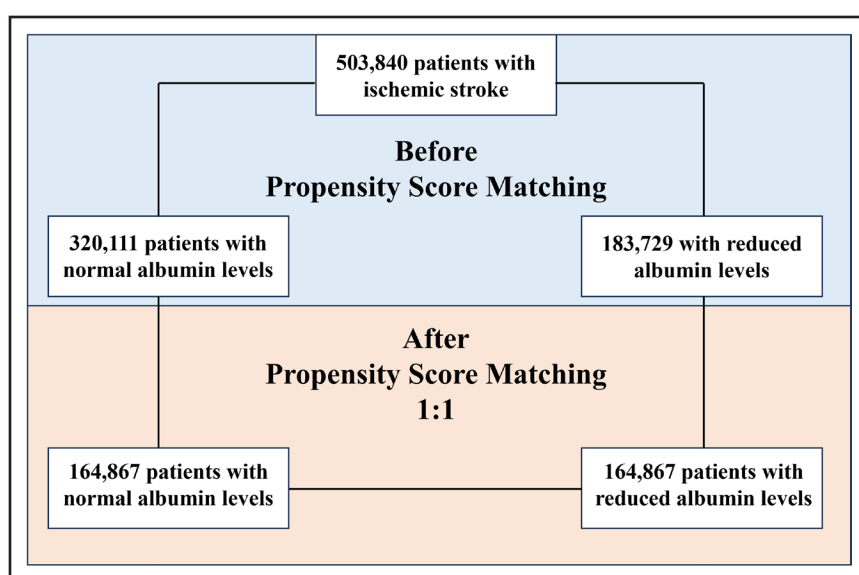 503,840 patients with
ischemic stroke
Before
Propensity Score Matching
320,111 patients with
normal albumin levels
183,729 with reduced
albumin levels
After
Propensity Score Matching
1:1
164,867 patients with
normal albumin levels
164,867 patients with
reduced albumin levels